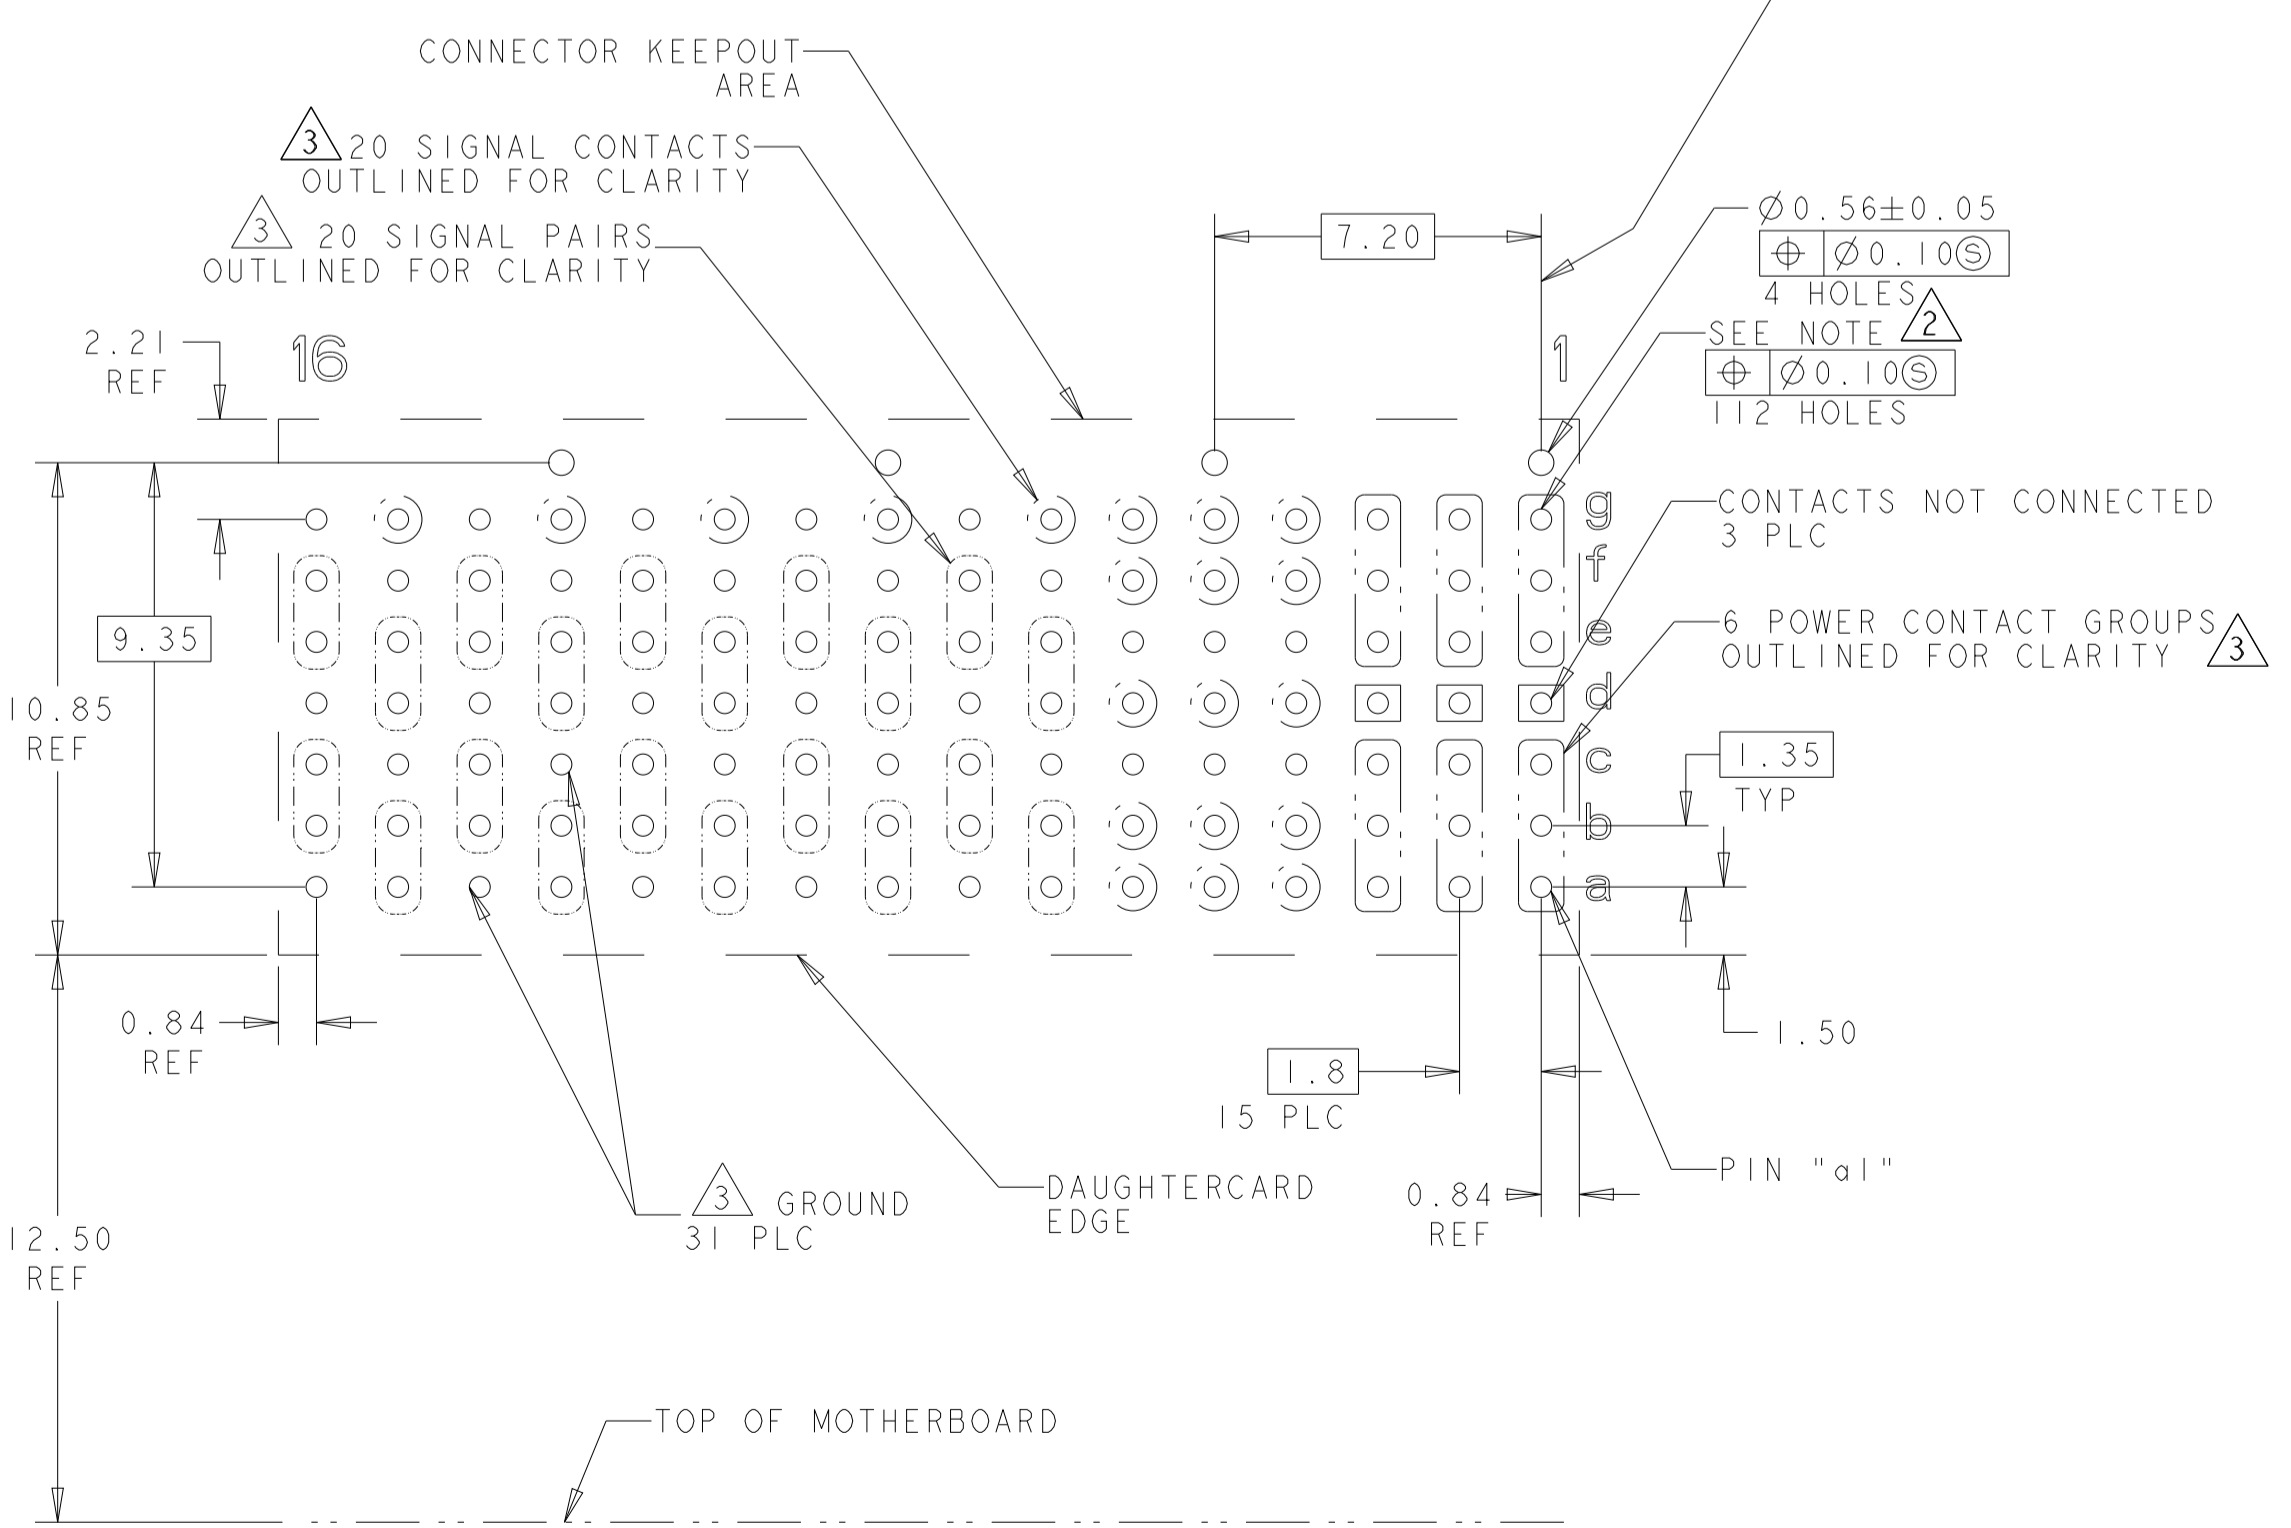 CONNECTOR KEEPOUT
AREA
3 20 SIGNAL CONTACTS
OUTLINED FOR CLARITY
3 20 SIGNAL PAIRS
OUTLINED FOR CLARITY
7.20
Ø0.56±0.05
⌖ Ø0.10Ⓢ
4 HOLES
SEE NOTE 2
⌖ Ø0.10Ⓢ
112 HOLES
2.21
REF
16
1
g
f
e
d
c
b
a
CONTACTS NOT CONNECTED
3 PLC
6 POWER CONTACT GROUPS
OUTLINED FOR CLARITY 3
9.35
10.85
REF
1.35
TYP
0.84
REF
1.50
1.8
15 PLC
PIN "a1"
3 GROUND
31 PLC
DAUGHTERCARD
EDGE
0.84
REF
12.50
REF
TOP OF MOTHERBOARD